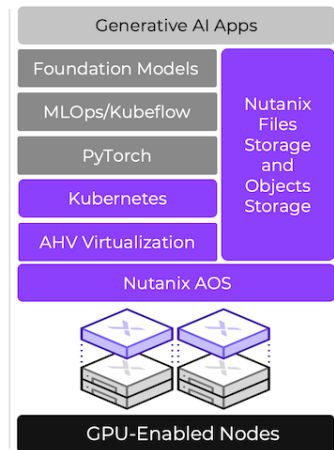 Generative AI Apps
Foundation Models
MLOps/Kubeflow
PyTorch
Kubernetes
AHV Virtualization
Nutanix
Files
Storage
and
Objects
Storage
Nutanix AOS
GPU-Enabled Nodes